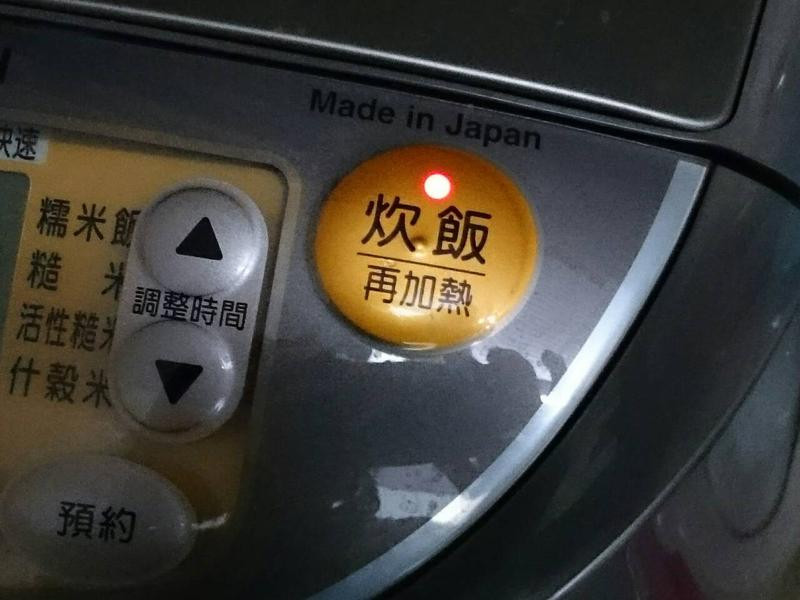 Made in Japan
快速
糯米飯
糙 米
活性糙米
什穀米
調整時間
炊飯
再加熱
預約